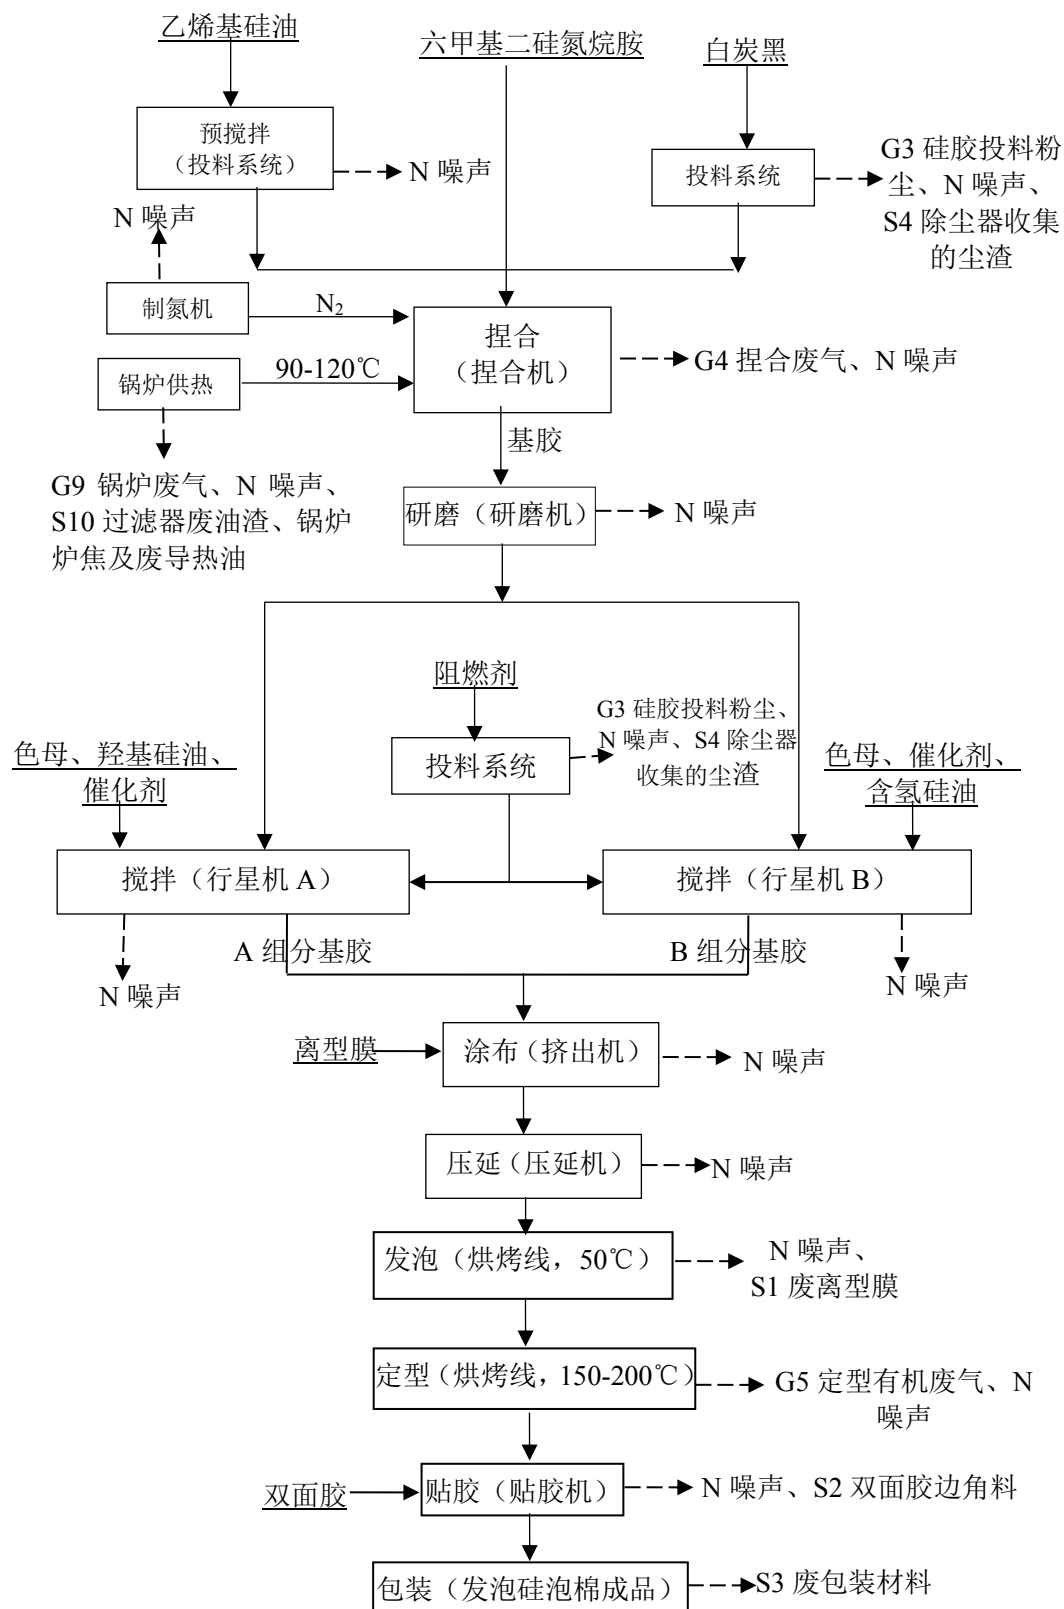 乙烯基硅油
六甲基二硅氮烷胺
白炭黑
预搅拌
（投料系统）
N 噪声
投料系统
G3 硅胶投料粉
尘、N 噪声、
S4 除尘器收集
的尘渣
N 噪声
制氮机
N₂
捏合
（捏合机）
G4 捏合废气、N 噪声
锅炉供热
90-120℃
基胶
G9 锅炉废气、N 噪声、
S10 过滤器废油渣、锅炉
炉焦及废导热油
研磨（研磨机）
N 噪声
阻燃剂
投料系统
G3 硅胶投料粉尘、
N 噪声、S4 除尘器
收集的尘渣
色母、羟基硅油、
催化剂
色母、催化剂、
含氢硅油
搅拌（行星机 A）
搅拌（行星机 B）
A 组分基胶
B 组分基胶
N 噪声
N 噪声
离型膜
涂布（挤出机）
N 噪声
压延（压延机）
N 噪声
发泡（烘烤线，50℃）
N 噪声、
S1 废离型膜
定型（烘烤线，150-200℃）
G5 定型有机废气、N
噪声
双面胶
贴胶（贴胶机）
N 噪声、S2 双面胶边角料
包装（发泡硅泡棉成品）
S3 废包装材料